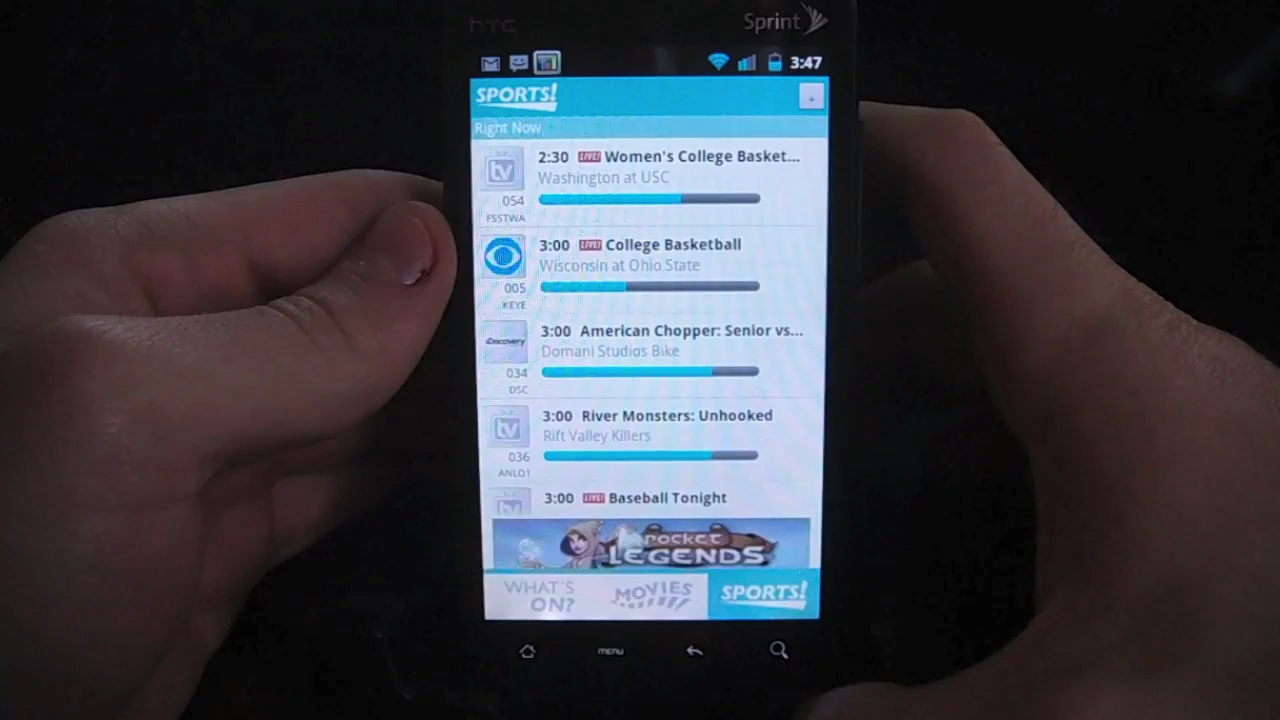 hTC
Sprint
3:47
SPORTS!
+
Right Now
tv
2:30 LIVE! Women's College Basket...
Washington at USC
054
FSSTWA
3:00 LIVE! College Basketball
Wisconsin at Ohio State
005
KEYE
Discovery
3:00 American Chopper: Senior vs...
Domani Studios Bike
034
DSC
tv
3:00 River Monsters: Unhooked
Rift Valley Killers
036
ANLO1
tv
3:00 LIVE! Baseball Tonight
POCKET
LEGENDS
WHAT'S
ON?
MOVIES
SPORTS!
menu